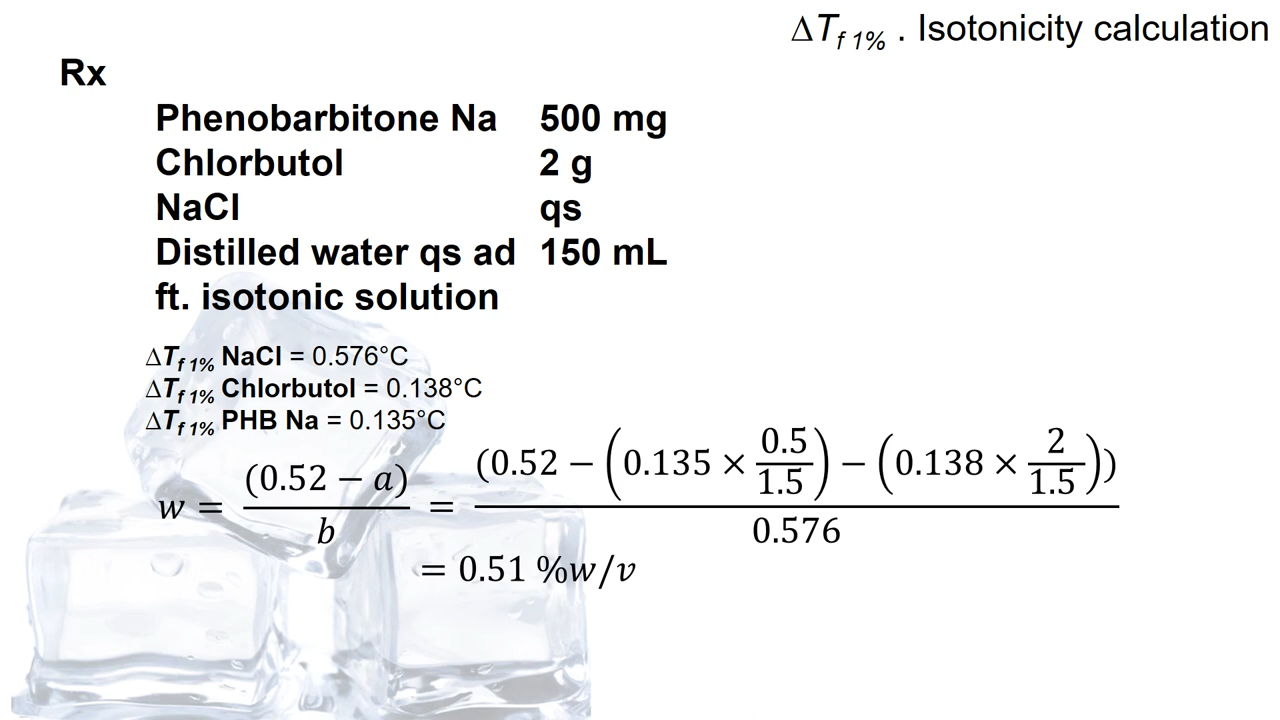 ΔTf 1% . Isotonicity calculation
Rx
Phenobarbitone Na 500 mg
Chlorbutol 2 g
NaCl qs
Distilled water qs ad 150 mL
ft. isotonic solution
ΔTf 1% NaCl = 0.576°C
ΔTf 1% Chlorbutol = 0.138°C
ΔTf 1% PHB Na = 0.135°C
w = (0.52 − a) / b = ((0.52 − (0.135 × 0.5/1.5) − (0.138 × 2/1.5)) / 0.576
= 0.51 %w/v